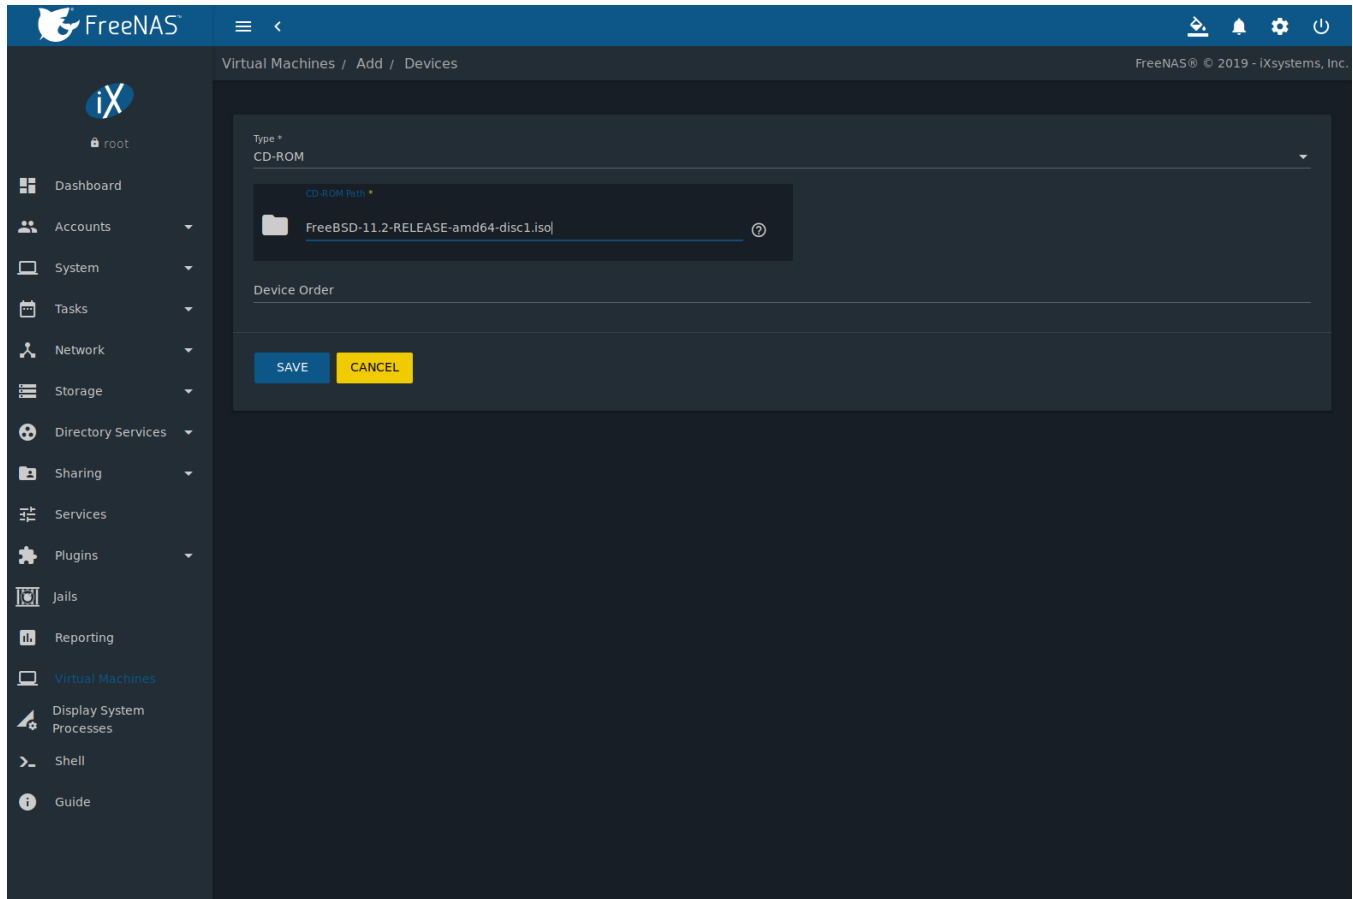 FreeNAS™
Virtual Machines / Add / Devices
FreeNAS® © 2019 - iXsystems, Inc.
iX
root
Dashboard
Accounts
System
Tasks
Network
Storage
Directory Services
Sharing
Services
Plugins
Jails
Reporting
Virtual Machines
Display System
Processes
Shell
Guide
Type *
CD-ROM
CD-ROM Path *
FreeBSD-11.2-RELEASE-amd64-disc1.iso
Device Order
SAVE
CANCEL